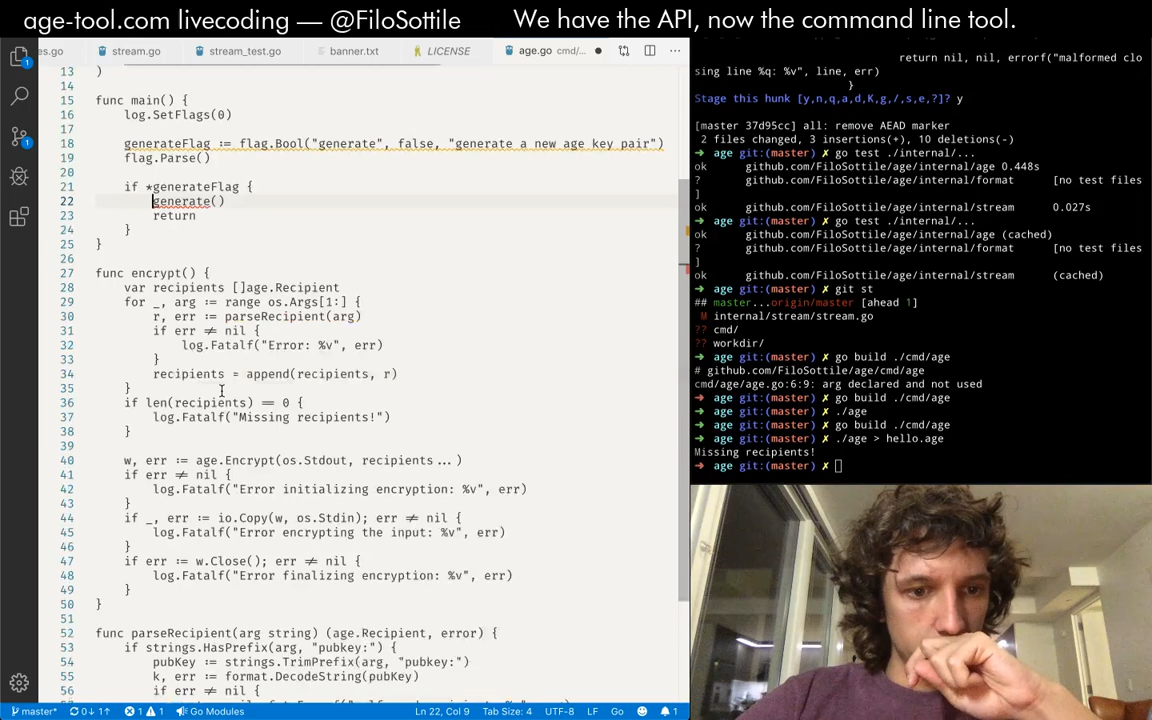 age-tool.com livecoding — @FiloSottile
We have the API, now the command line tool.
es.go
stream.go
stream_test.go
banner.txt
LICENSE
age.go cmd/...
13 )
14
15 func main() {
16 log.SetFlags(0)
17
18 generateFlag := flag.Bool("generate", false, "generate a new age key pair")
19 flag.Parse()
20
21 if *generateFlag {
22 generate()
23 return
24 }
25 }
26
27 func encrypt() {
28 var recipients []age.Recipient
29 for _, arg := range os.Args[1:] {
30 r, err := parseRecipient(arg)
31 if err ≠ nil {
32 log.Fatalf("Error: %v", err)
33 }
34 recipients = append(recipients, r)
35 }
36 if len(recipients) == 0 {
37 log.Fatalf("Missing recipients!")
38 }
39
40 w, err := age.Encrypt(os.Stdout, recipients...)
41 if err ≠ nil {
42 log.Fatalf("Error initializing encryption: %v", err)
43 }
44 if _, err := io.Copy(w, os.Stdin); err ≠ nil {
45 log.Fatalf("Error encrypting the input: %v", err)
46 }
47 if err := w.Close(); err ≠ nil {
48 log.Fatalf("Error finalizing encryption: %v", err)
49 }
50 }
51
52 func parseRecipient(arg string) (age.Recipient, error) {
53 if strings.HasPrefix(arg, "pubkey:") {
54 pubKey := strings.TrimPrefix(arg, "pubkey:")
55 k, err := format.DecodeString(pubKey)
56 if err ≠ nil {
master* 0↓ 1↑ 1 1 Go Modules
Ln 22, Col 9 Tab Size: 4 UTF-8 LF Go 1
return nil, nil, errorf("malformed clo
sing line %q: %v", line, err)
}
Stage this hunk [y,n,q,a,d,K,g,/,s,e,?]? y
[master 37d95cc] all: remove AEAD marker
2 files changed, 3 insertions(+), 10 deletions(-)
➜ age git:(master) ✗ go test ./internal/...
ok github.com/FiloSottile/age/internal/age 0.448s
? github.com/FiloSottile/age/internal/format [no test files
]
ok github.com/FiloSottile/age/internal/stream 0.027s
➜ age git:(master) ✗ go test ./internal/...
ok github.com/FiloSottile/age/internal/age (cached)
? github.com/FiloSottile/age/internal/format [no test files
]
ok github.com/FiloSottile/age/internal/stream (cached)
➜ age git:(master) ✗ git st
## master...origin/master [ahead 1]
M internal/stream/stream.go
?? cmd/
?? workdir/
➜ age git:(master) ✗ go build ./cmd/age
# github.com/FiloSottile/age/cmd/age
cmd/age/age.go:6:9: arg declared and not used
➜ age git:(master) ✗ go build ./cmd/age
➜ age git:(master) ✗ ./age
➜ age git:(master) ✗ go build ./cmd/age
➜ age git:(master) ✗ ./age > hello.age
Missing recipients!
➜ age git:(master) ✗